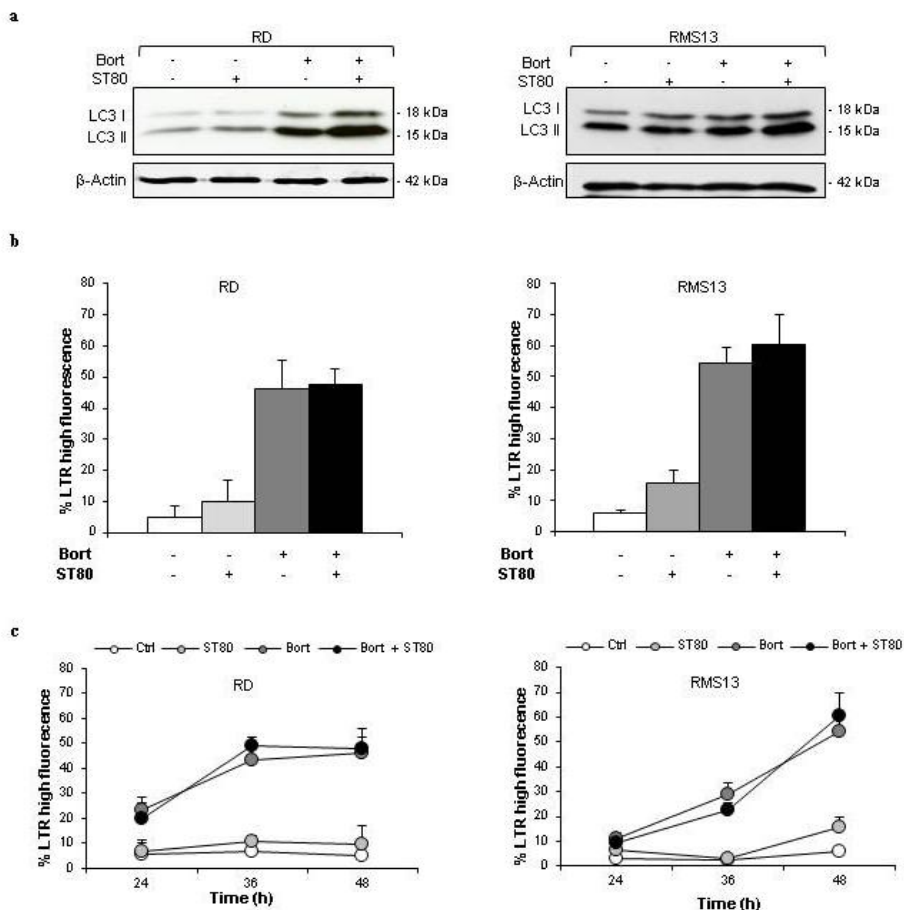 a
RD
Bort - - + +
ST80 - + - +
LC3 I
- 18 kDa
LC3 II
- 15 kDa
β-Actin
- 42 kDa
RMS13
Bort - - + +
ST80 - + - +
LC3 I
- 18 kDa
LC3 II
- 15 kDa
β-Actin
- 42 kDa
b
RD
% LTR high fluorescence
80
70
60
50
40
30
20
10
0
Bort - - + +
ST80 - + - +
RMS13
% LTR high fluorecence
80
70
60
50
40
30
20
10
0
Bort - - + +
ST80 - + - +
c
Ctrl ST80 Bort Bort + ST80
RD
% LTR high fluorecence
80
70
60
50
40
30
20
10
0
24 36 48
Time (h)
Ctrl ST80 Bort Bort + ST80
RMS13
% LTR high fluorecence
80
70
60
50
40
30
20
10
0
24 36 48
Time (h)